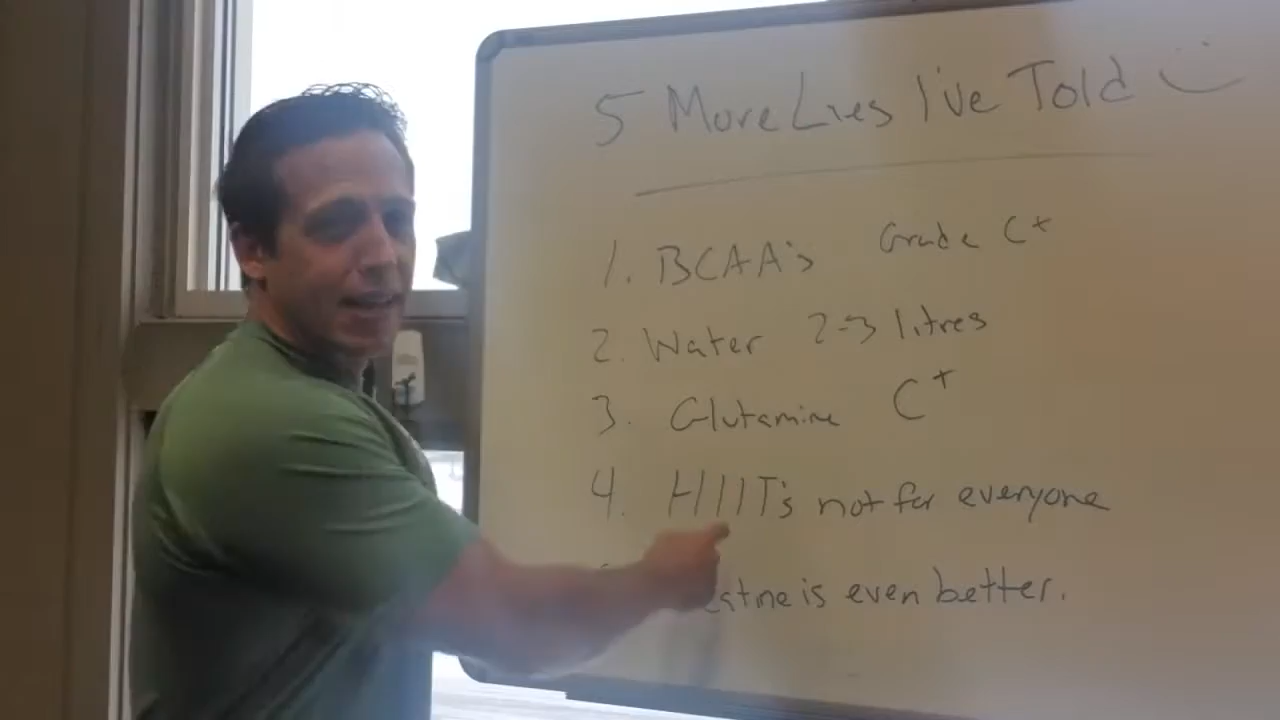 5 More Lies I've Told
1. BCAA's Grade C+
2. Water 2-3 litres
3. Glutamine C+
4. HIIT's not for everyone
is even better.